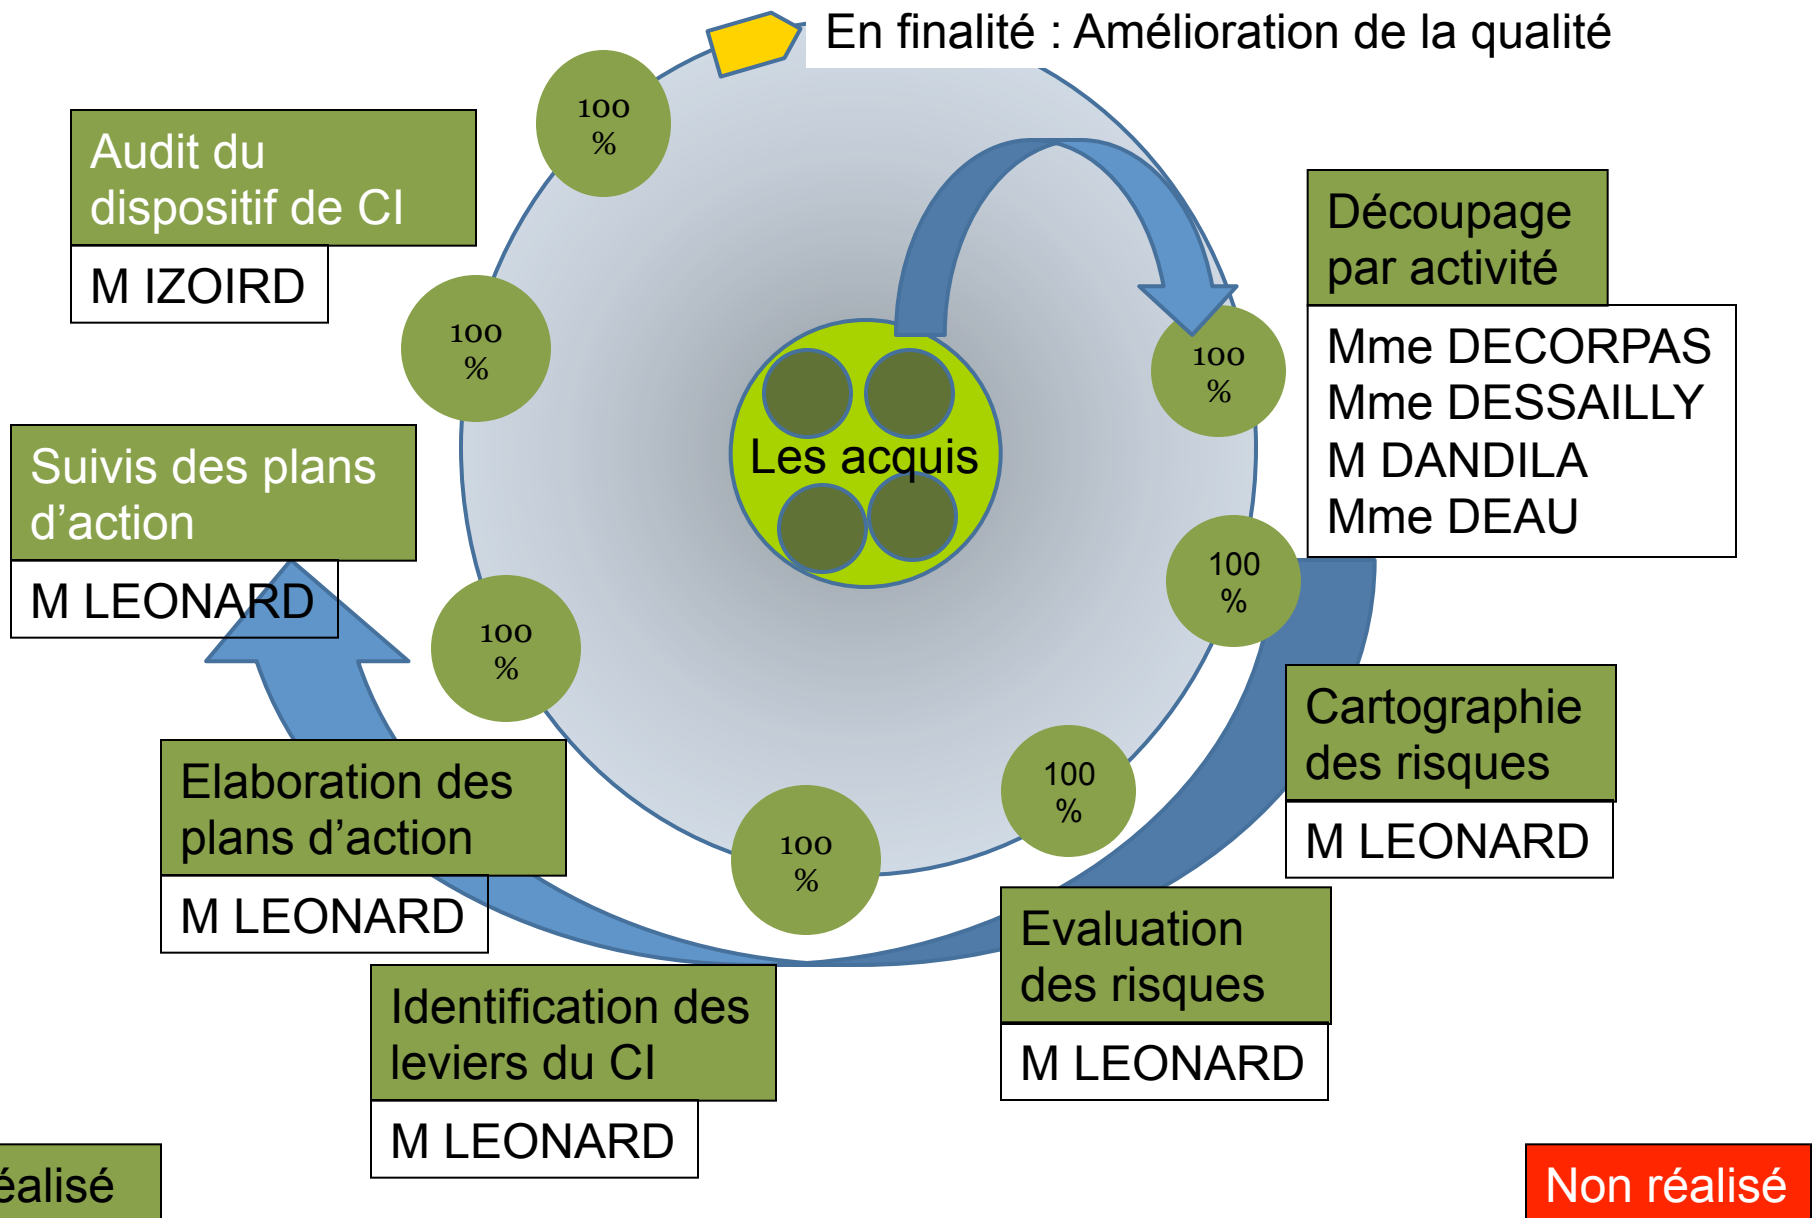 En finalité : Amélioration de la qualité
100
%
Audit du
dispositif de CI
M IZOIRD
Découpage
par activité
Mme DECORPAS
Mme DESSAILLY
M DANDILA
Mme DEAU
100
%
100
%
Les acquis
Suivis des plans
d’action
M LEONARD
100
%
100
%
Cartographie
des risques
M LEONARD
Elaboration des
plans d’action
M LEONARD
100
%
100
%
Evaluation
des risques
M LEONARD
Identification des
leviers du CI
M LEONARD
éalisé
Non réalisé